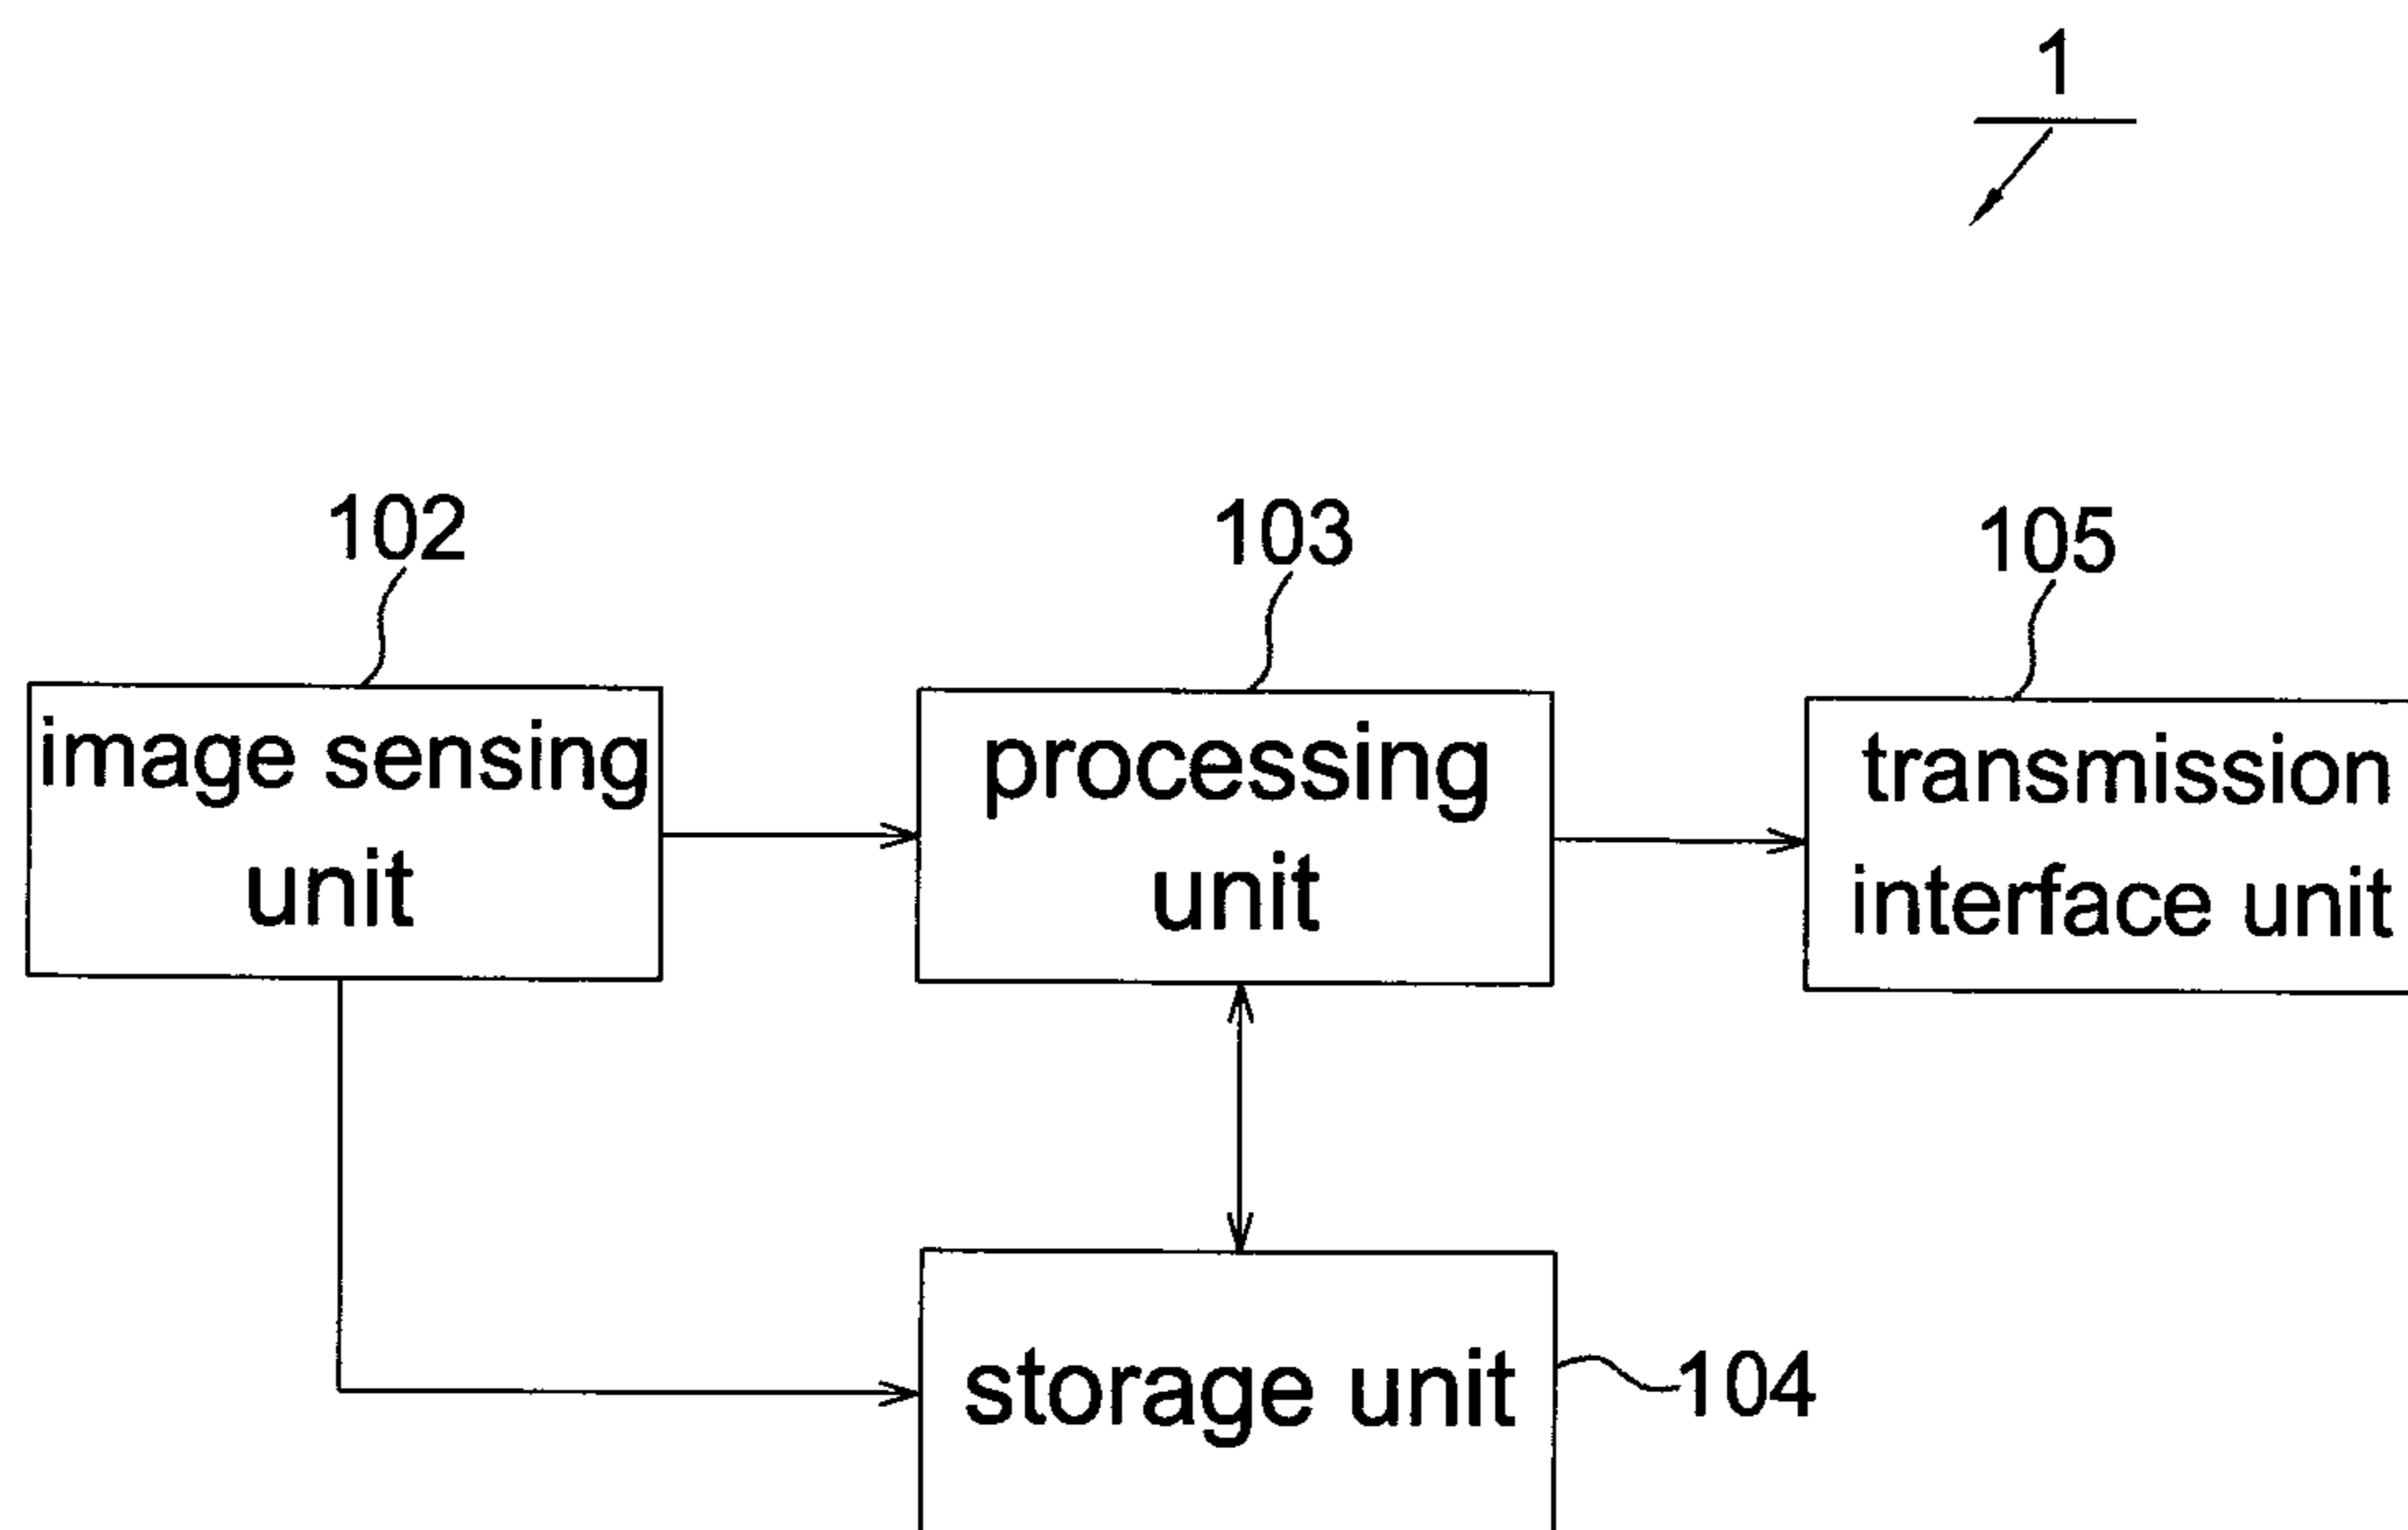 1
102
103
105
image sensing
unit
processing
unit
transmission
interface unit
storage unit
104